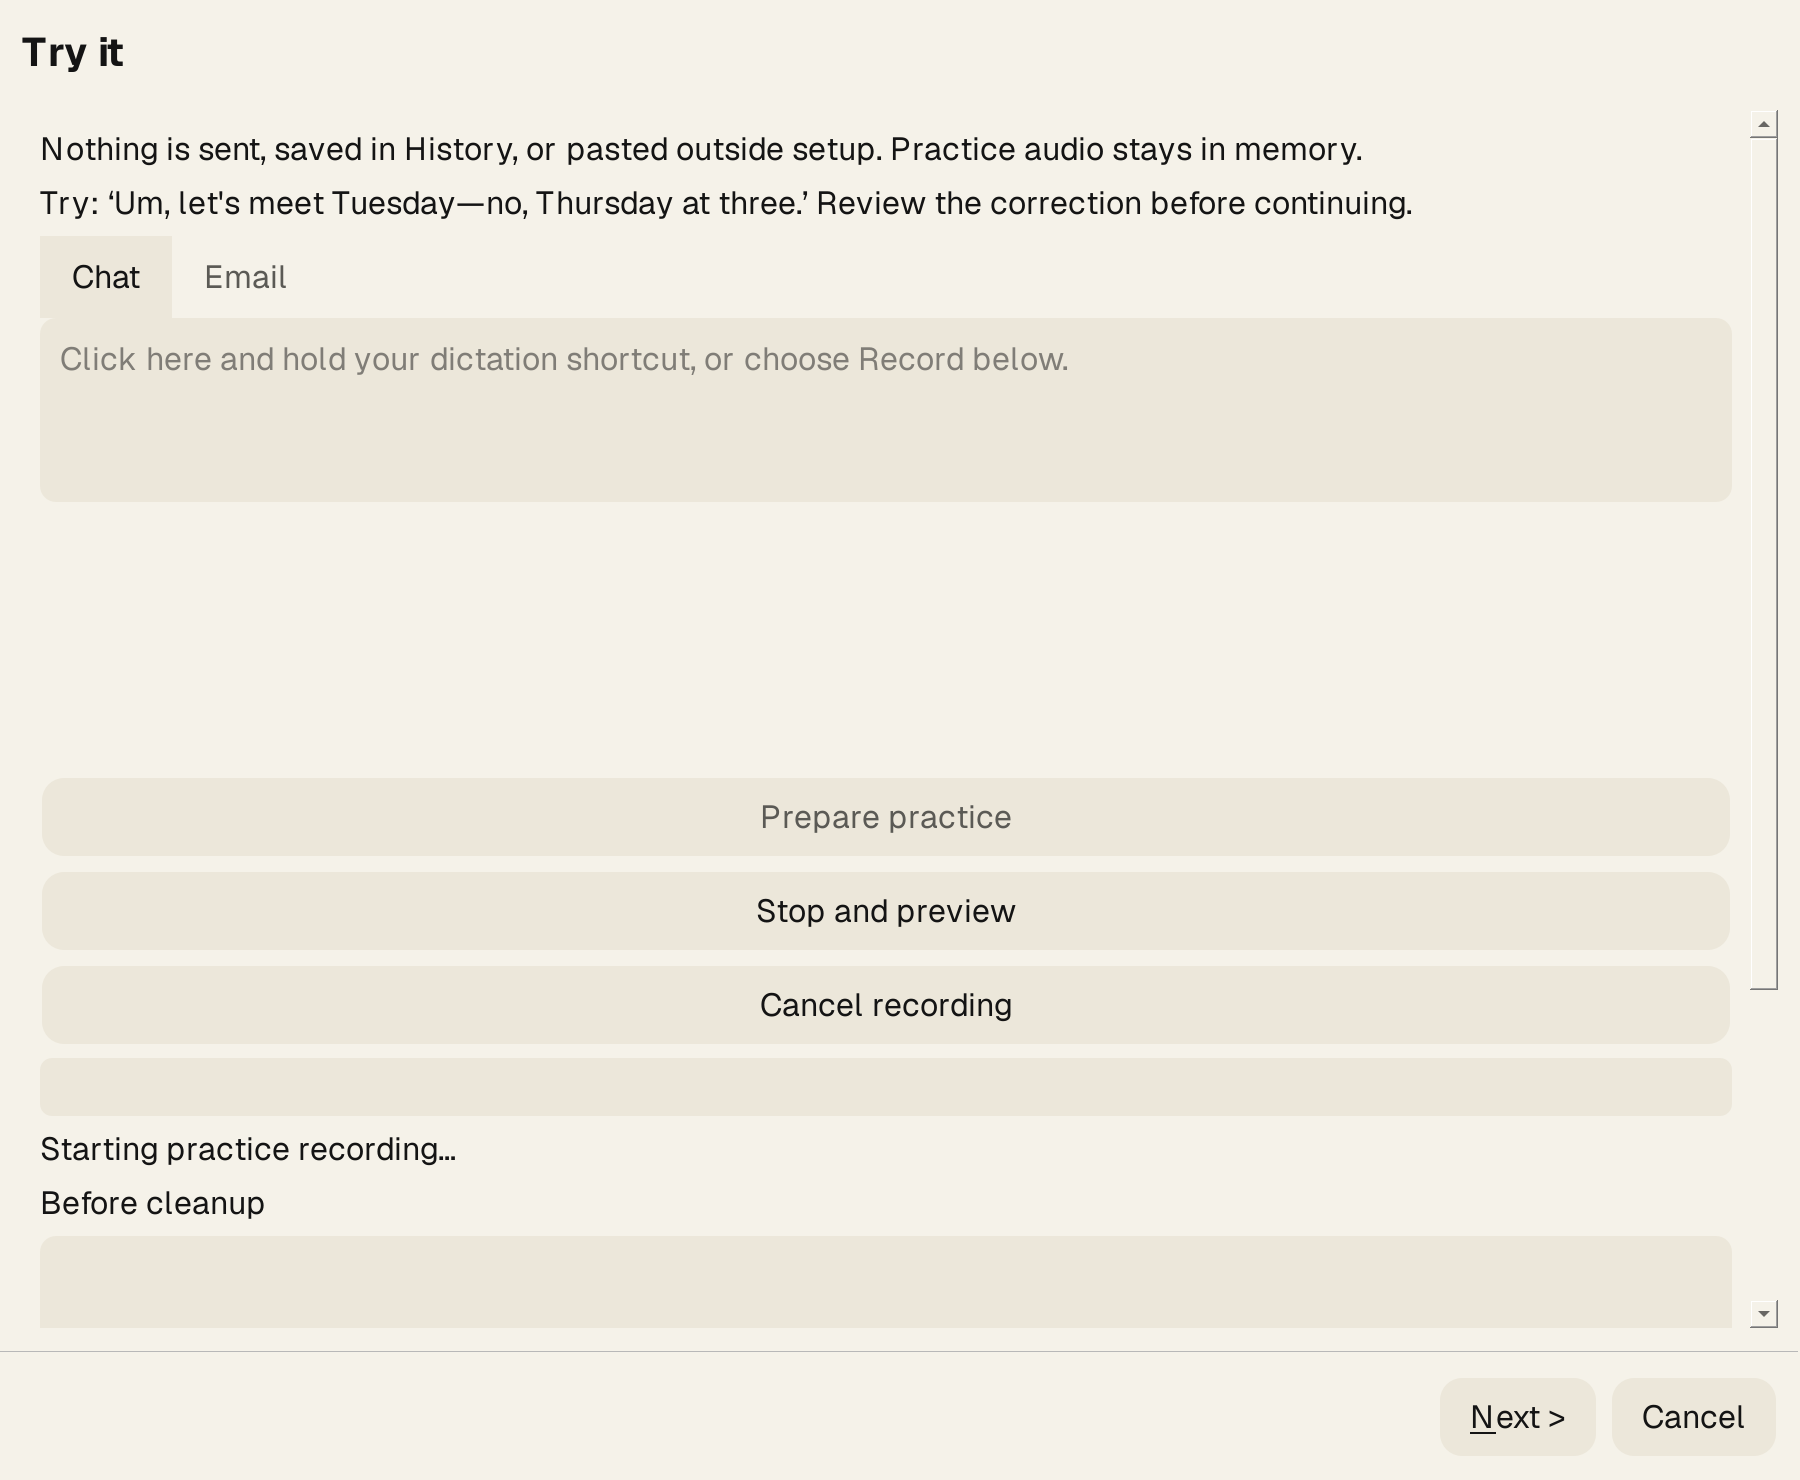 Try it
Nothing is sent, saved in History, or pasted outside setup. Practice audio stays in memory.
Try: ‘Um, let's meet Tuesday—no, Thursday at three.’ Review the correction before continuing.
Chat
Email
Click here and hold your dictation shortcut, or choose Record below.
Prepare practice
Stop and preview
Cancel recording
Starting practice recording…
Before cleanup
Next >
Cancel